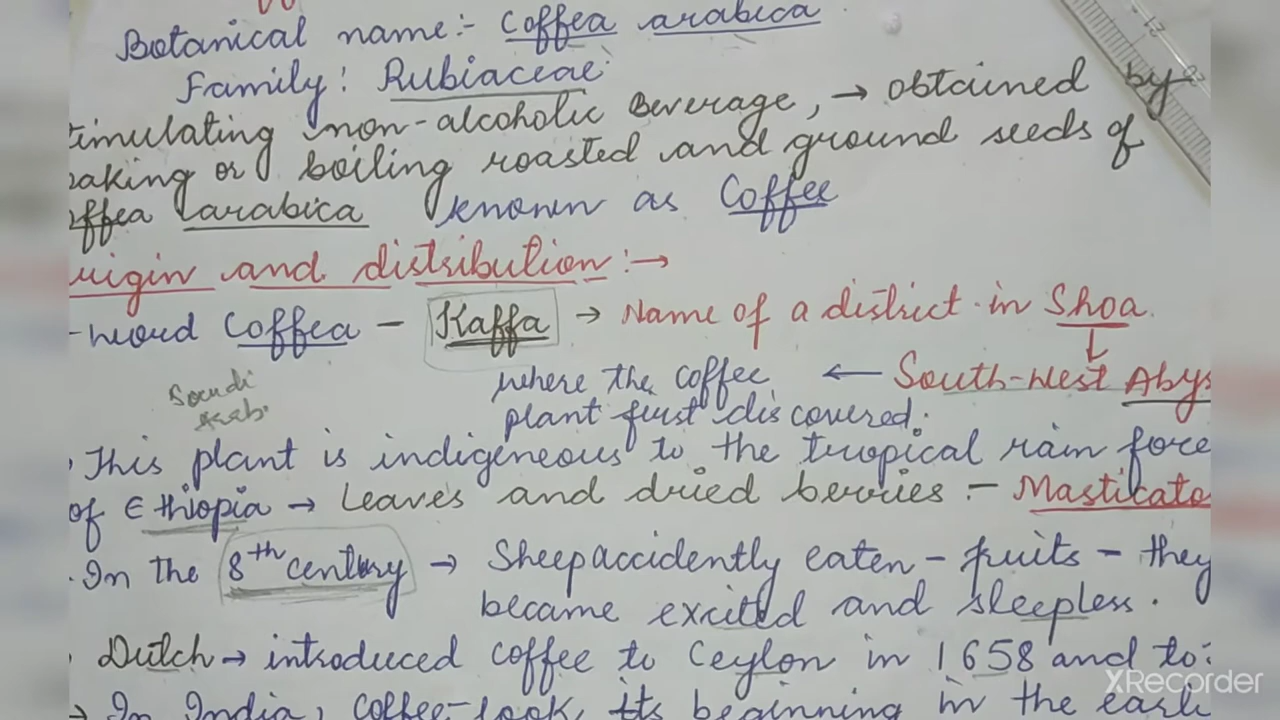 Botanical name:- Coffea arabica
Family: Rubiaceae
timulating non-alcoholic Beverage, → obtained by
aking or boiling roasted and ground seeds of
offea arabica known as Coffee
rigin and distribution :→
-word Coffea - Kaffa → Name of a district in Shoa.
South-west Abys
where the coffee ←
plant first discovered.
Soudi
Arab.
This plant is indigeneous to the tropical rain fore
of Ethiopia → Leaves and dried berries :- Masticato
. In the 8th century → Sheep accidently eaten - fruits - they
became excited and sleepless.
. Dutch → introduced coffee to Ceylon in 1658 and to
→ In India, coffee took its beginning in the earl
XRecorder